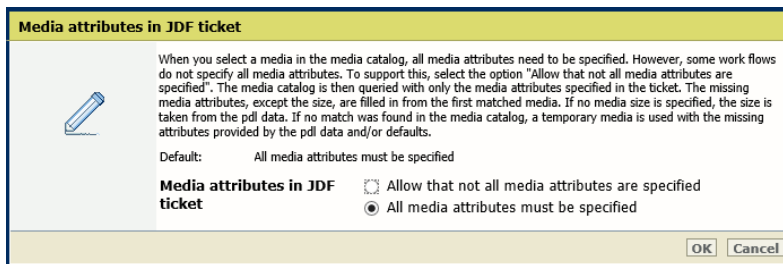 Media attributes in JDF ticket
When you select a media in the media catalog, all media attributes need to be specified. However, some work flows
do not specify all media attributes. To support this, select the option "Allow that not all media attributes are
specified". The media catalog is then queried with only the media attributes specified in the ticket. The missing
media attributes, except the size, are filled in from the first matched media. If no media size is specified, the size is
taken from the pdl data. If no match was found in the media catalog, a temporary media is used with the missing
attributes provided by the pdl data and/or defaults.
Default: All media attributes must be specified
Media attributes in JDF ticket
Allow that not all media attributes are specified
All media attributes must be specified
OK Cancel